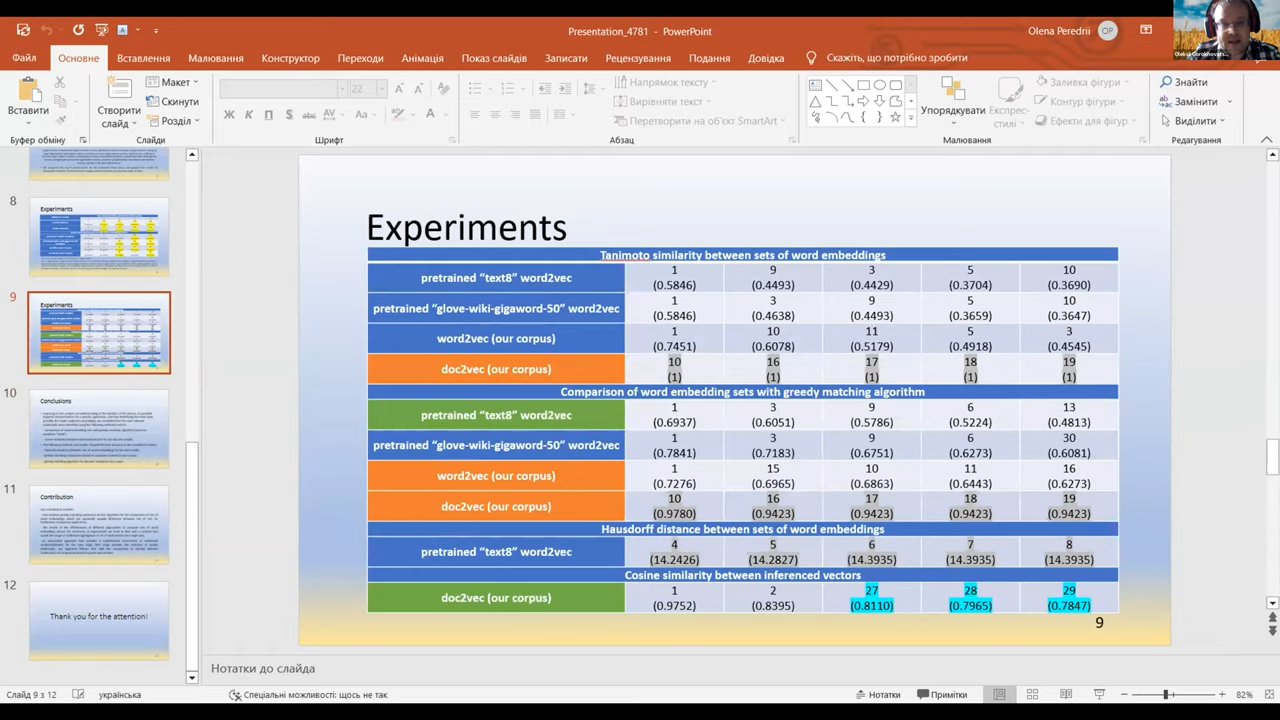 Presentation_4781 - PowerPoint
Olena Peredrii
OP
Файл
Основне
Вставлення
Малювання
Конструктор
Переходи
Анімація
Показ слайдів
Записати
Рецензування
Подання
Довідка
Скажіть, що потрібно зробити
Вставити
Створити слайд
Макет
Скинути
Розділ
22
Ж К П S abc AV Aa A
Напрямок тексту
Вирівняти текст
Перетворити на об'єкт SmartArt
Упорядкувати
Експрес-стилі
Заливка фігури
Контур фігури
Ефекти для фігур
Знайти
Замінити
Виділити
Буфер обміну
Слайди
Шрифт
Абзац
Малювання
Редагування
8
Experiments
9
Experiments
10
Conclusions
11
Contribution
12
Thank you for the attention!
Experiments
Tanimoto similarity between sets of word embeddings
pretrained “text8” word2vec 1 (0.5846) 9 (0.4493) 3 (0.4429) 5 (0.3704) 10 (0.3690)
pretrained “glove-wiki-gigaword-50” word2vec 1 (0.5846) 3 (0.4638) 9 (0.4493) 5 (0.3659) 10 (0.3647)
word2vec (our corpus) 1 (0.7451) 10 (0.6078) 11 (0.5179) 5 (0.4918) 3 (0.4545)
doc2vec (our corpus) 10 (1) 16 (1) 17 (1) 18 (1) 19 (1)
Comparison of word embedding sets with greedy matching algorithm
pretrained “text8” word2vec 1 (0.6937) 3 (0.6051) 9 (0.5786) 6 (0.5224) 13 (0.4813)
pretrained “glove-wiki-gigaword-50” word2vec 1 (0.7841) 3 (0.7183) 9 (0.6751) 6 (0.6273) 30 (0.6081)
word2vec (our corpus) 1 (0.7276) 15 (0.6965) 10 (0.6863) 11 (0.6443) 16 (0.6273)
doc2vec (our corpus) 10 (0.9780) 16 (0.9423) 17 (0.9423) 18 (0.9423) 19 (0.9423)
Hausdorff distance between sets of word embeddings
pretrained “text8” word2vec 4 (14.2426) 5 (14.2827) 6 (14.3935) 7 (14.3935) 8 (14.3935)
Cosine similarity between inferenced vectors
doc2vec (our corpus) 1 (0.9752) 2 (0.8395) 27 (0.8110) 28 (0.7965) 29 (0.7847)
9
Нотатки до слайда
Слайд 9 з 12
українська
Спеціальні можливості: щось не так
Нотатки
Примітки
82%